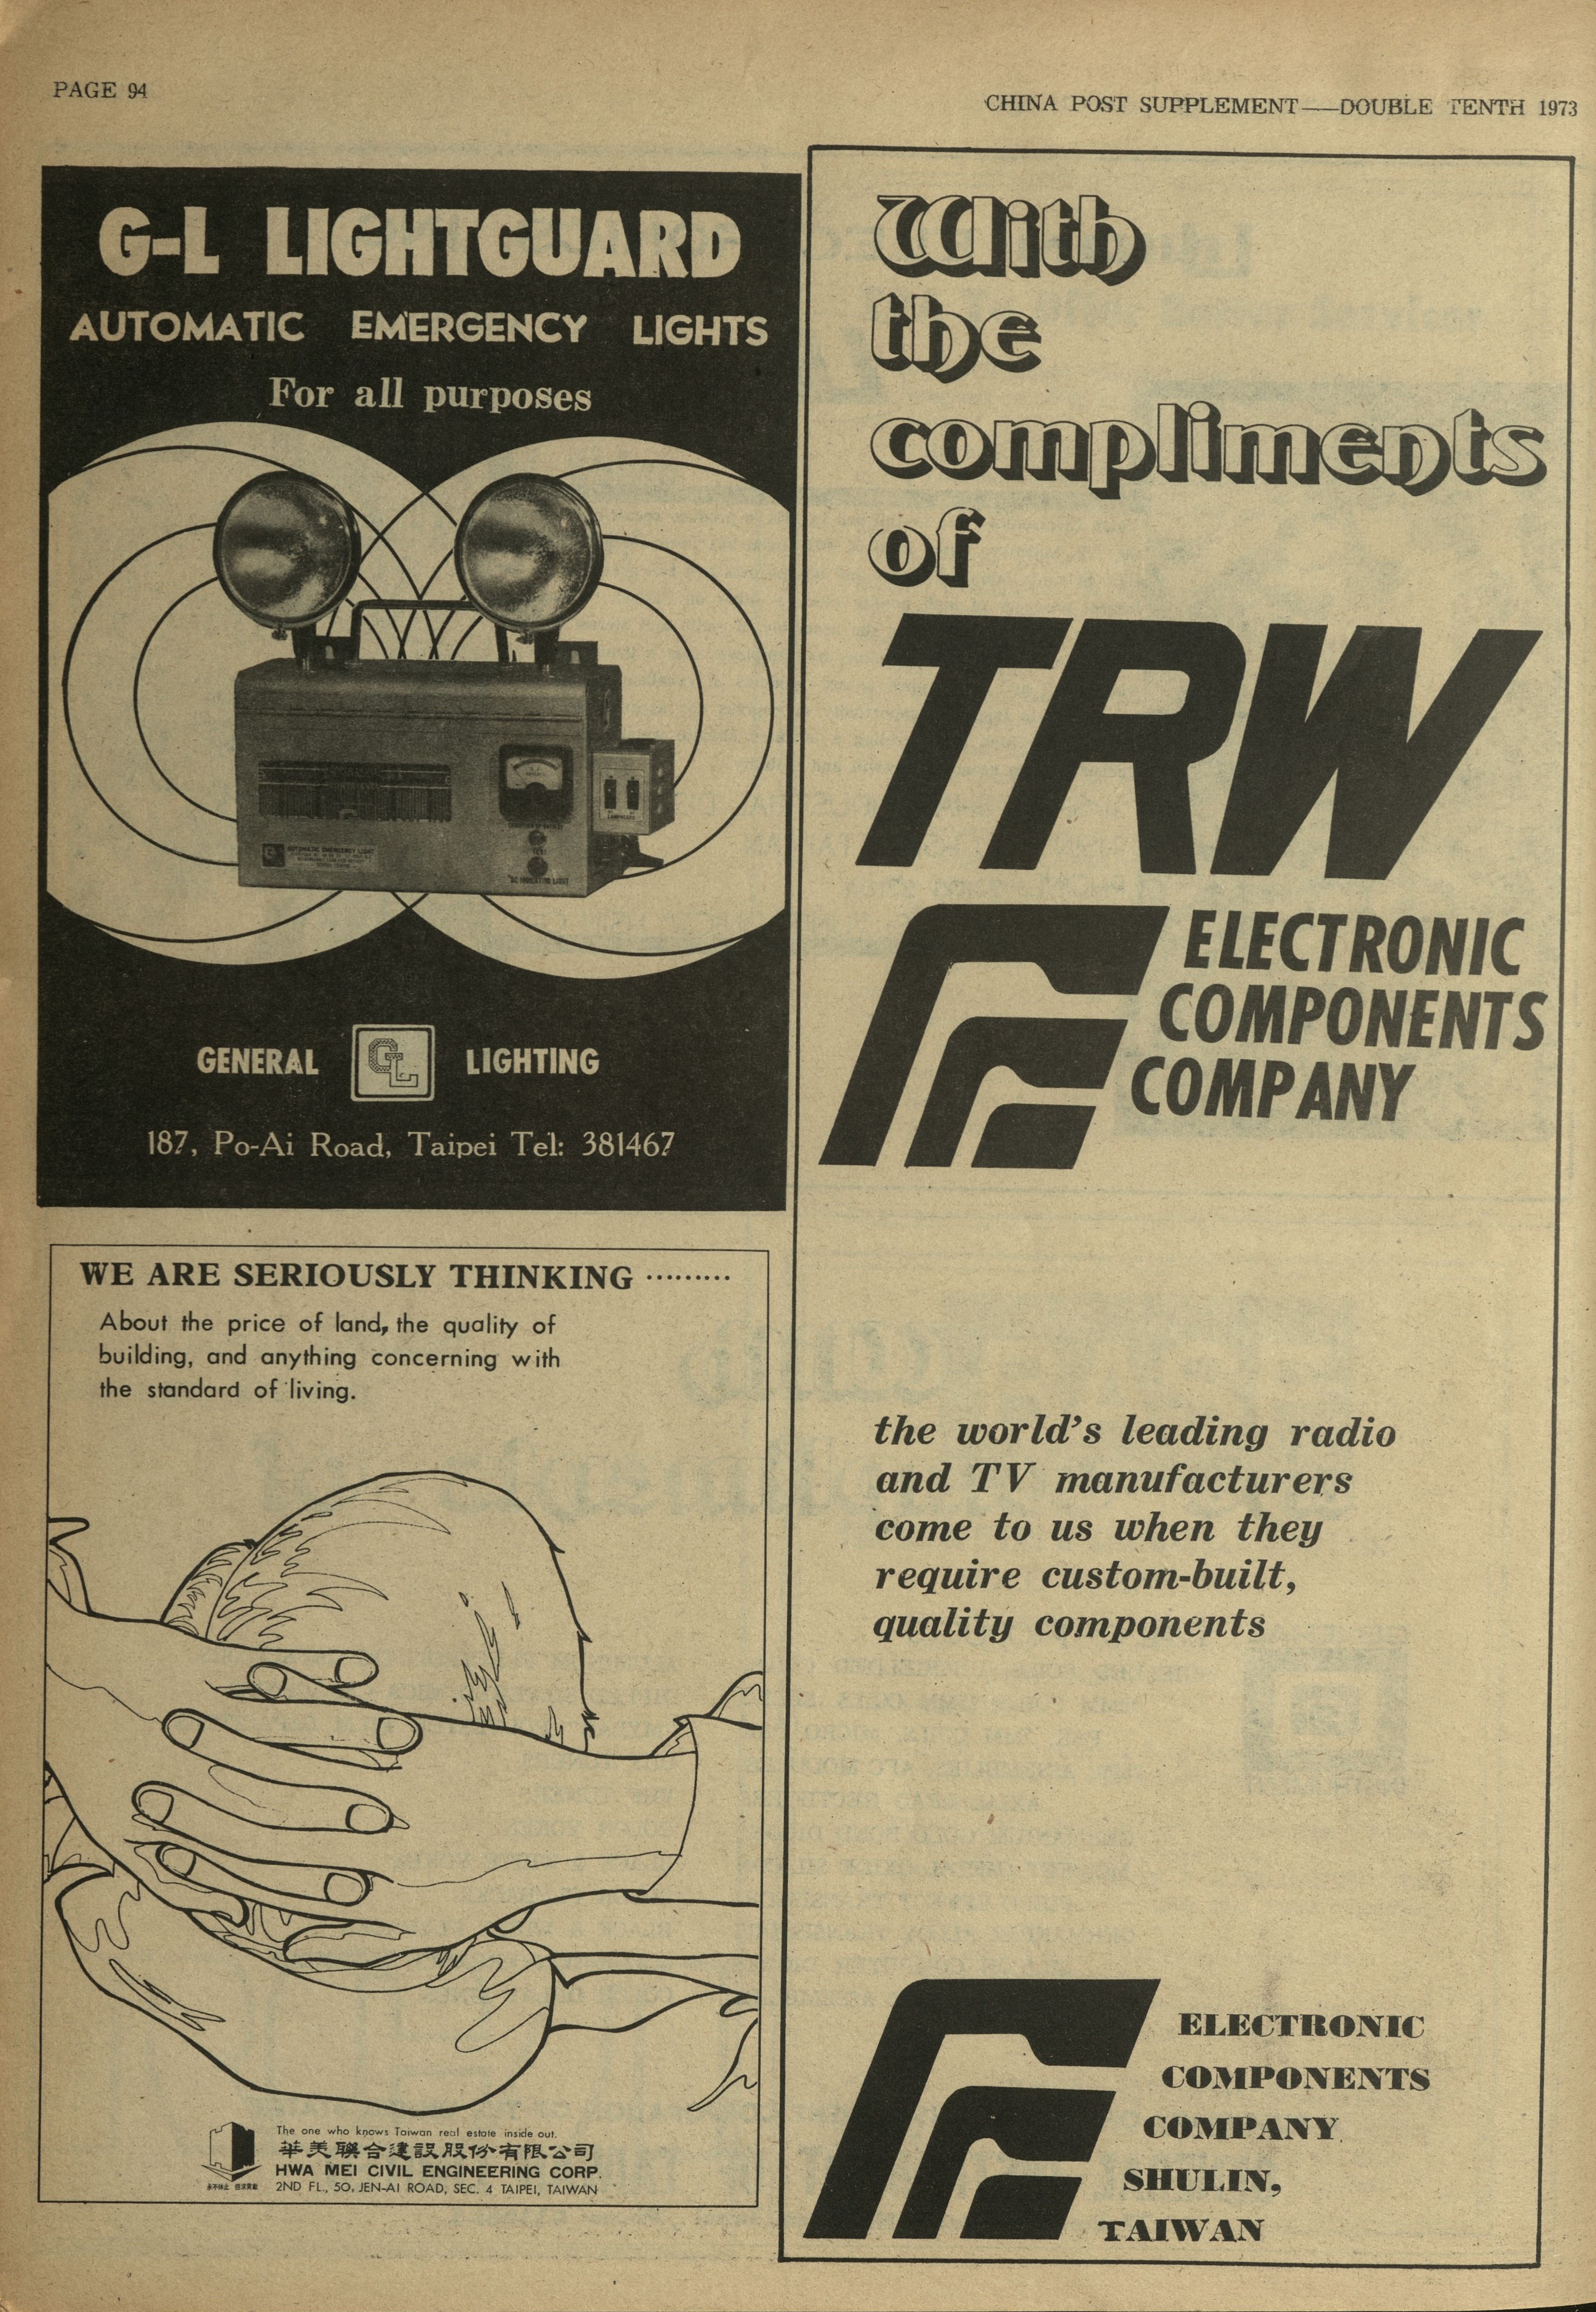 PAGE 94
CHINA POST SUPPLEMENT——DOUBLE TENTH 1973
G-L LIGHTGUARD
AUTOMATIC EMERGENCY LIGHTS
For all purposes
AUTOMATIC EMERGENCY LIGHT
TEST
GENERAL GL LIGHTING
187, Po-Ai Road, Taipei Tel: 381467
WE ARE SERIOUSLY THINKING ·········
About the price of land, the quality of
building, and anything concerning with
the standard of living.
The one who knows Taiwan real estate inside out.
華美聯合建設股份有限公司
HWA MEI CIVIL ENGINEERING CORP.
2ND FL., 50, JEN-AI ROAD, SEC. 4 TAIPEI, TAIWAN
With
the
compliments
of
TRW
ELECTRONIC
COMPONENTS
COMPANY
the world's leading radio
and TV manufacturers
come to us when they
require custom-built,
quality components
ELECTRONIC
COMPONENTS
COMPANY
SHULIN,
TAIWAN